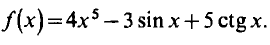 f(x)=4x⁵−3 sin x+5 ctg x.